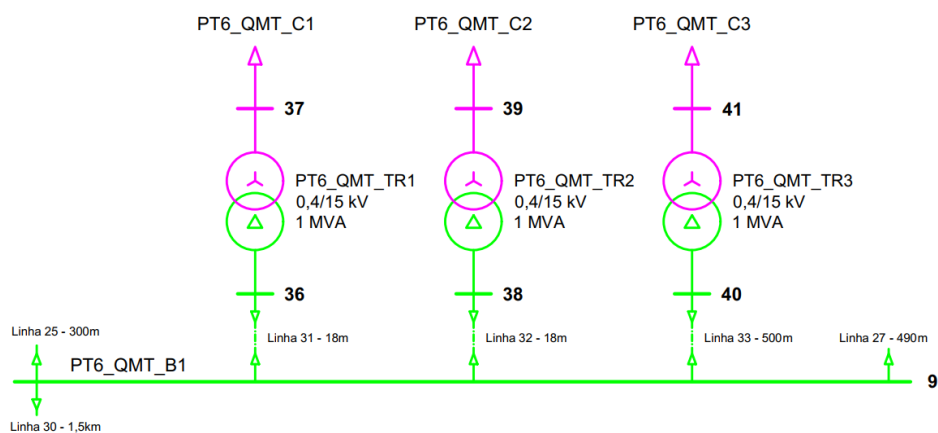 PT6_QMT_C1
PT6_QMT_C2
PT6_QMT_C3
37
39
41
PT6_QMT_TR1
0,4/15 kV
1 MVA
PT6_QMT_TR2
0,4/15 kV
1 MVA
PT6_QMT_TR3
0,4/15 kV
1 MVA
36
38
40
Linha 25 - 300m
Linha 31 - 18m
Linha 32 - 18m
Linha 33 - 500m
Linha 27 - 490m
PT6_QMT_B1
9
Linha 30 - 1,5km